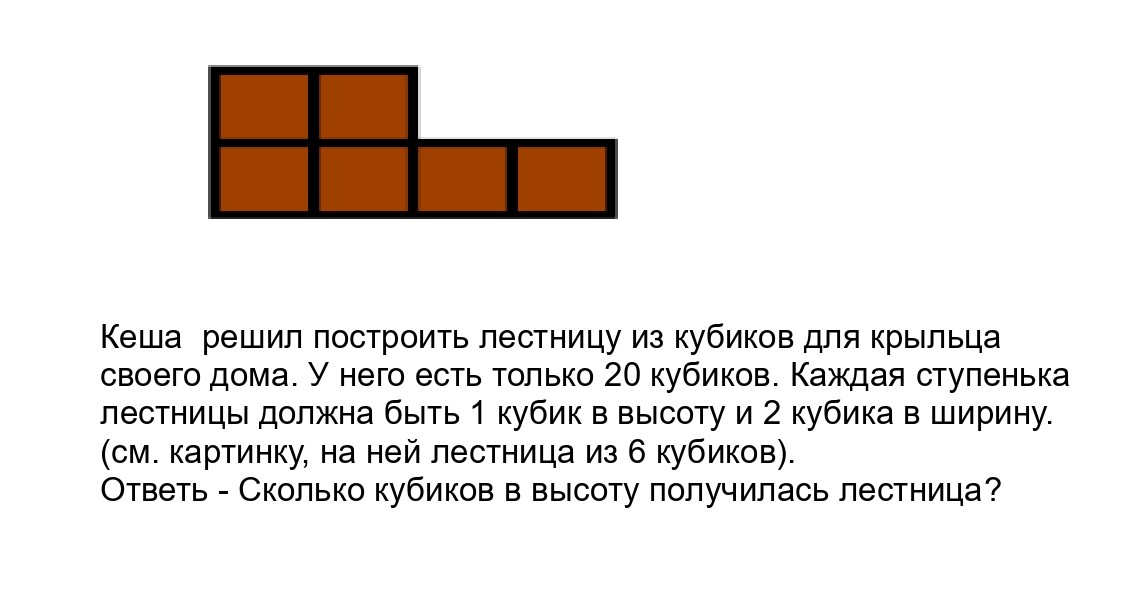 Кеша  решил построить лестницу из кубиков для крыльца
своего дома. У него есть только 20 кубиков. Каждая ступенька
лестницы должна быть 1 кубик в высоту и 2 кубика в ширину.
(см. картинку, на ней лестница из 6 кубиков).
Ответь - Сколько кубиков в высоту получилась лестница?